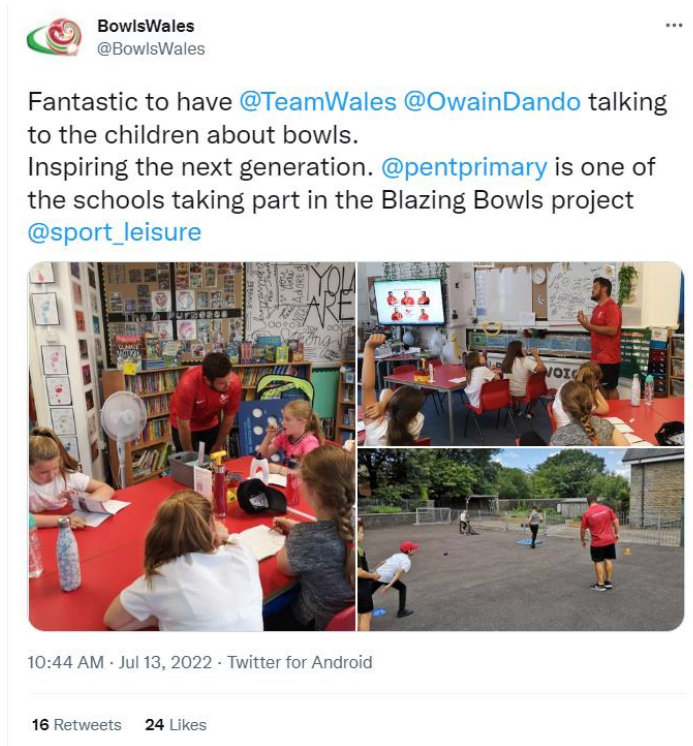 BowlsWales
@BowlsWales
Fantastic to have @TeamWales @OwainDando talking
to the children about bowls.
Inspiring the next generation. @pentprimary is one of
the schools taking part in the Blazing Bowls project
@sport_leisure
YOU
ARE
10:44 AM · Jul 13, 2022 · Twitter for Android
16 Retweets 24 Likes